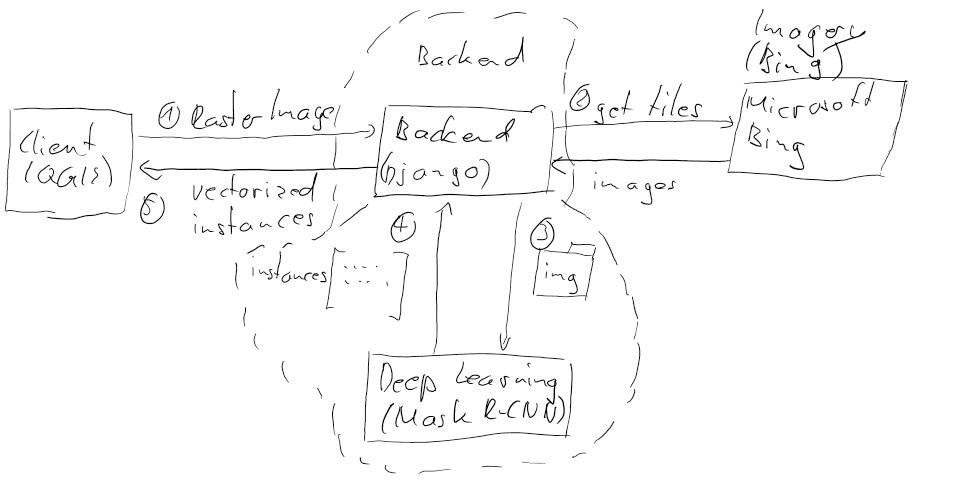 Backend
Imagery
(Bing)
Client
(QGIS)
① Raster Image
Backend
(Django)
② get tiles
Microsoft
Bing
images
⑤ vectorized
instances
④
instances [:::::]
③
img
Deep Learning
(Mask R-CNN)